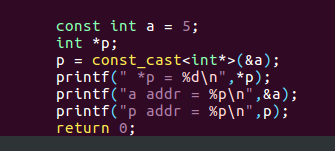 const int a = 5;
int *p;
p = const_cast<int*>(&a);
printf(" *p = %d\n",*p);
printf("a addr = %p\n",&a);
printf("p addr = %p\n",p);
return 0;